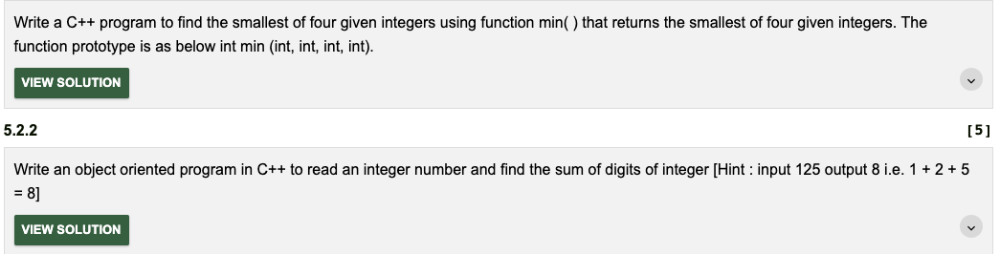 Write a C++ program to find the smallest of four given integers using function min( ) that returns the smallest of four given integers. The
function prototype is as below int min (int, int, int, int).
VIEW SOLUTION
5.2.2 [5]
Write an object oriented program in C++ to read an integer number and find the sum of digits of integer [Hint : input 125 output 8 i.e. 1 + 2 + 5
= 8]
VIEW SOLUTION